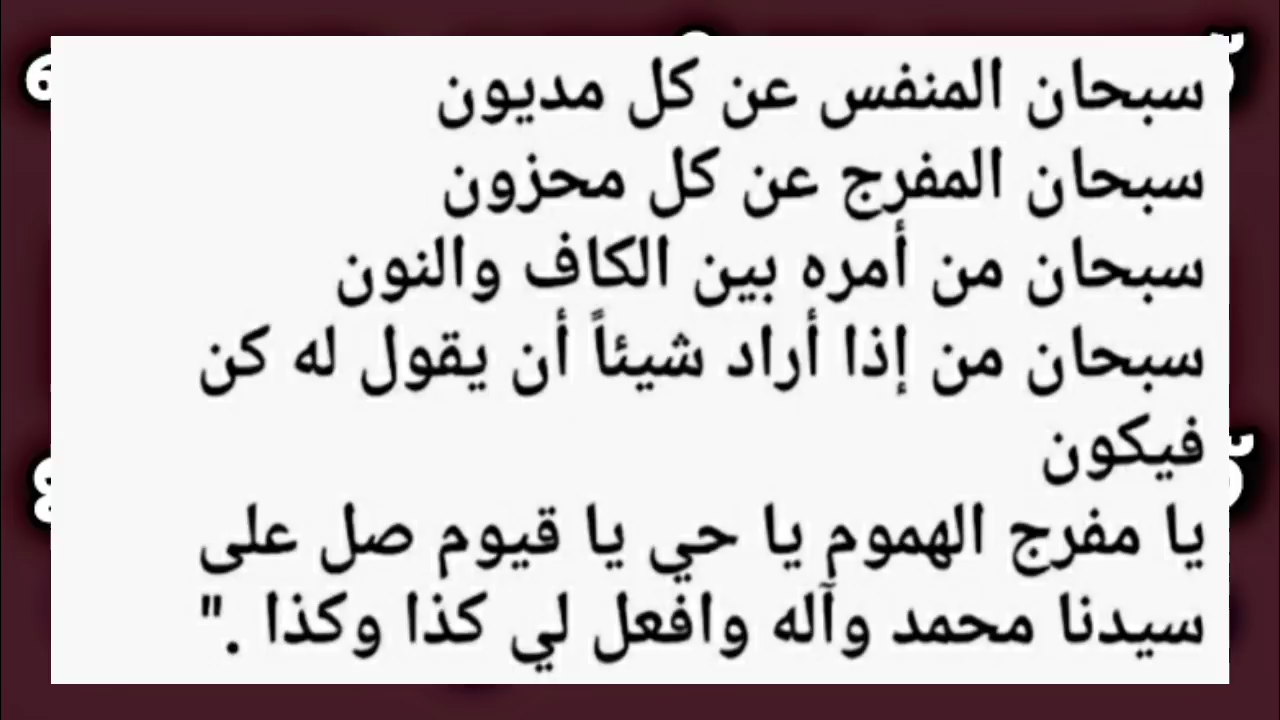 سبحان المنفس عن كل مديون
سبحان المفرج عن كل محزون
سبحان من أمره بين الكاف والنون
سبحان من إذا أراد شيئاً أن يقول له كن
فيكون
يا مفرج الهموم يا حي يا قيوم صل على
سيدنا محمد وآله وافعل لي كذا وكذا ."